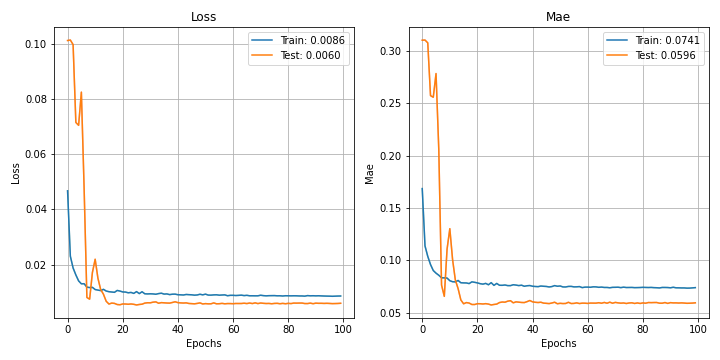 Loss
Train: 0.0086
Test: 0.0060
0.10
0.08
0.06
0.04
0.02
Loss
0 20 40 60 80 100
Epochs
Mae
Train: 0.0741
Test: 0.0596
0.30
0.25
0.20
0.15
0.10
0.05
Mae
0 20 40 60 80 100
Epochs